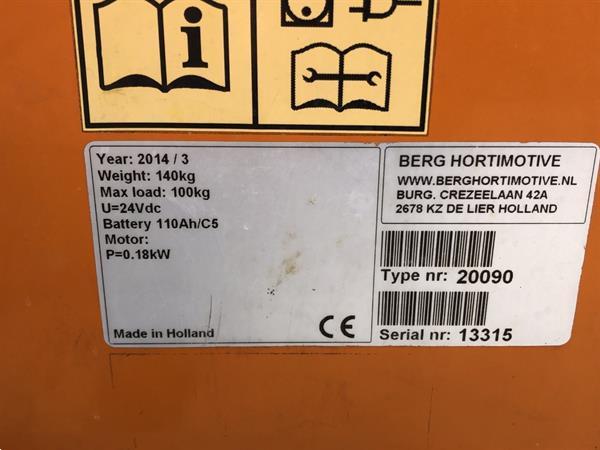 Year: 2014 / 3
Weight: 140kg
Max load: 100kg
U=24Vdc
Battery 110Ah/C5
Motor:
P=0.18kW
Made in Holland
CE
BERG HORTIMOTIVE
WWW.BERGHORTIMOTIVE.NL
BURG. CREZEELAAN 42A
2678 KZ DE LIER HOLLAND
Type nr: 20090
Serial nr: 13315